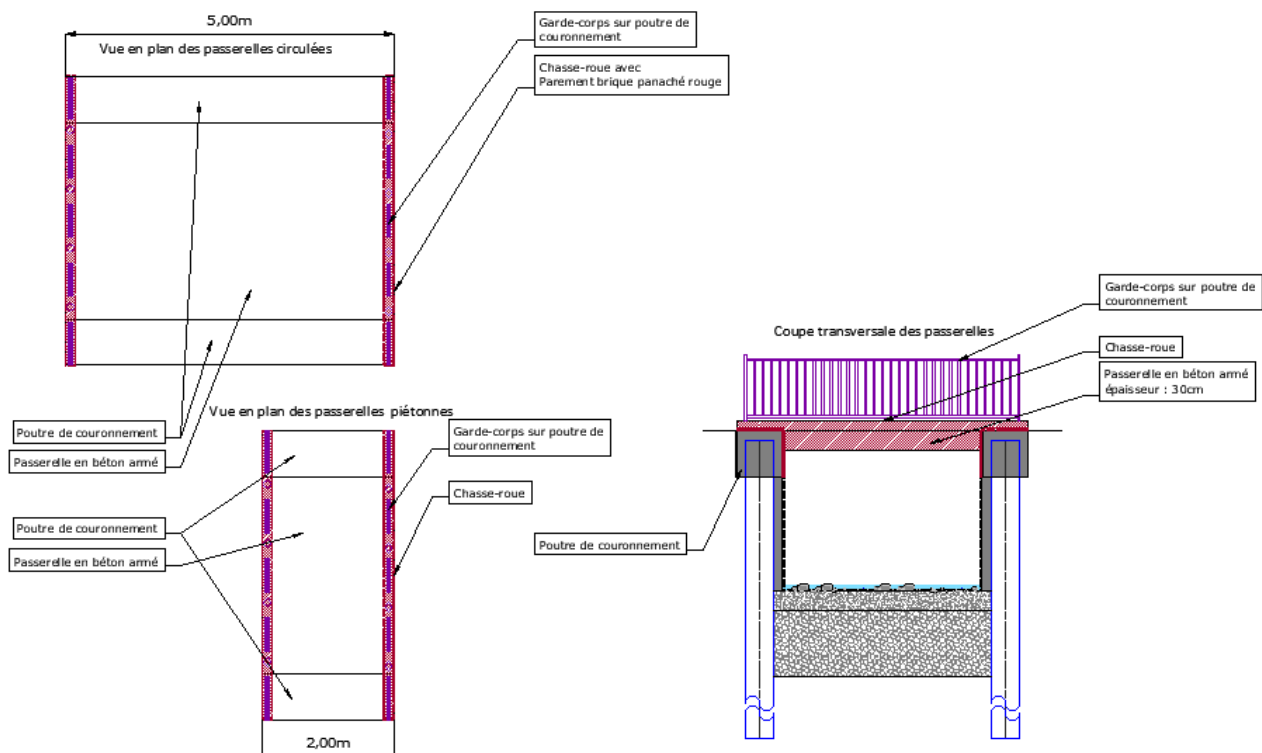 5,00m
Vue en plan des passerelles circulées
Garde-corps sur poutre de
couronnement
Chasse-roue avec
Parement brique panaché rouge
Poutre de couronnement
Passerelle en béton armé
Vue en plan des passerelles piétonnes
Garde-corps sur poutre de
couronnement
Chasse-roue
Poutre de couronnement
Passerelle en béton armé
2,00m
Coupe transversale des passerelles
Garde-corps sur poutre de
couronnement
Chasse-roue
Passerelle en béton armé
épaisseur : 30cm
Poutre de couronnement